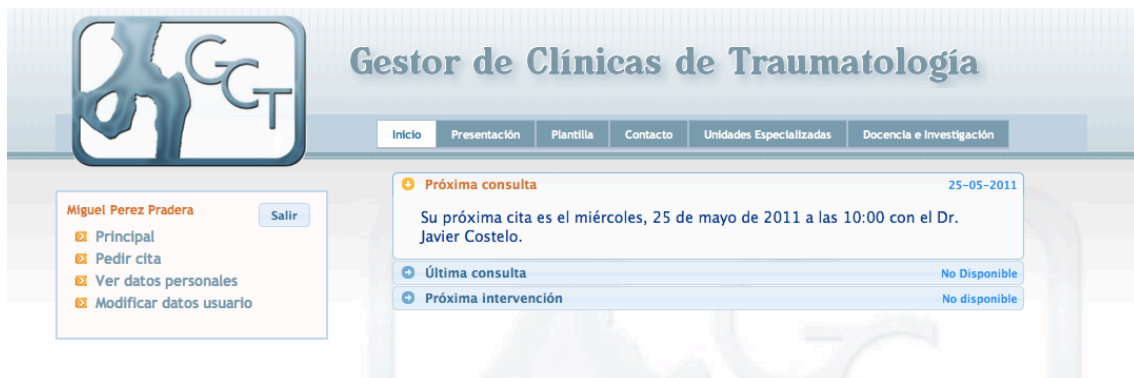 GCT
Gestor de Clínicas de Traumatología
Inicio Presentación Plantilla Contacto Unidades Especializadas Docencia e Investigación
Miguel Perez Pradera Salir
Principal
Pedir cita
Ver datos personales
Modificar datos usuario
Próxima consulta 25-05-2011
Su próxima cita es el miércoles, 25 de mayo de 2011 a las 10:00 con el Dr.
Javier Costelo.
Última consulta No Disponible
Próxima intervención No disponible